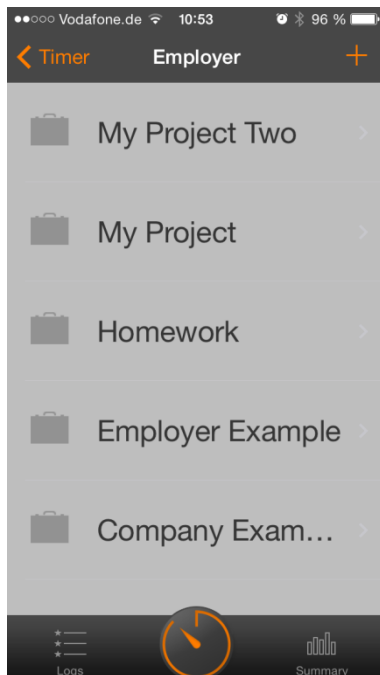 Vodafone.de 10:53 96 %
Timer Employer +
My Project Two
My Project
Homework
Employer Example
Company Exam...
Logs Summary